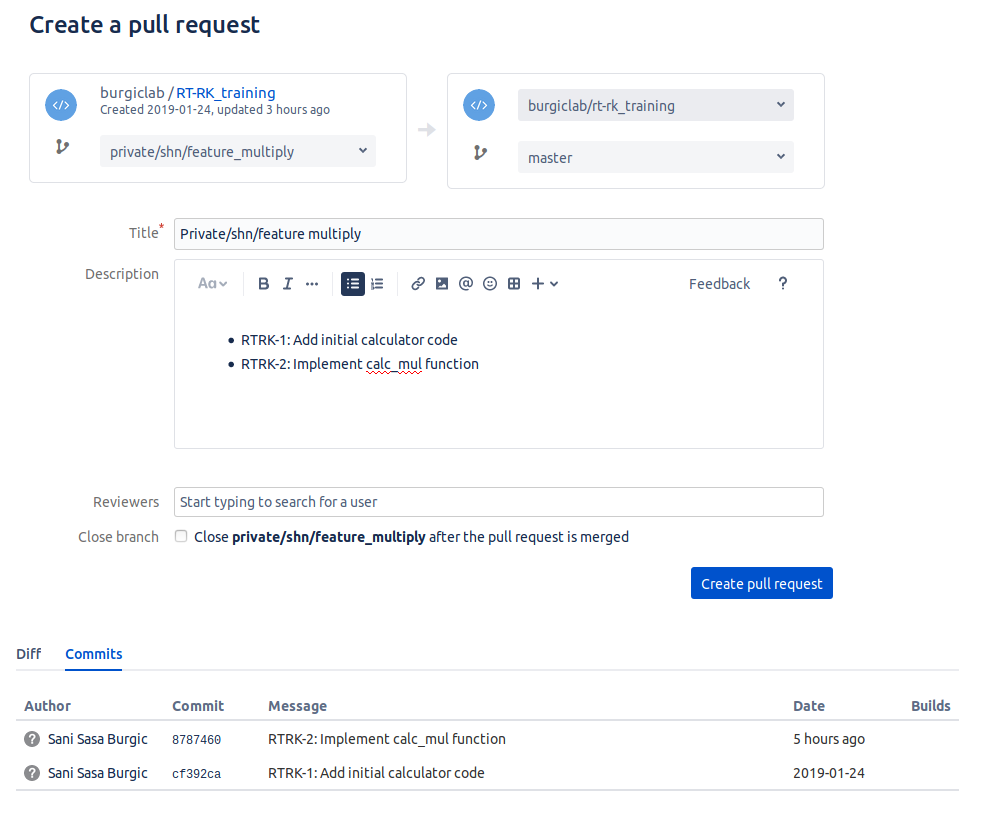 Create a pull request
burgiclab / RT-RK_training
Created 2019-01-24, updated 3 hours ago
private/shn/feature_multiply
burgiclab/rt-rk_training
master
Title*
Private/shn/feature multiply
Description
Aa
B I ... @ + Feedback ?
• RTRK-1: Add initial calculator code
• RTRK-2: Implement calc_mul function
Reviewers
Start typing to search for a user
Close branch
Close private/shn/feature_multiply after the pull request is merged
Create pull request
Diff Commits
Author Commit Message Date Builds
? Sani Sasa Burgic 8787460 RTRK-2: Implement calc_mul function 5 hours ago
? Sani Sasa Burgic cf392ca RTRK-1: Add initial calculator code 2019-01-24